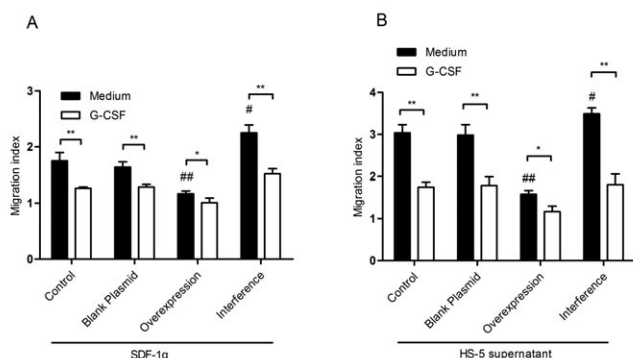 A
Medium
G-CSF
Migration index
3
2
1
0
**
**
##
*
#
**
Control
Blank Plasmid
Overexpression
Interference
SDF-1α
B
Medium
G-CSF
Migration index
5
4
3
2
1
0
**
**
##
*
#
**
Control
Blank Plasmid
Overexpression
Interference
HS-5 supernatant